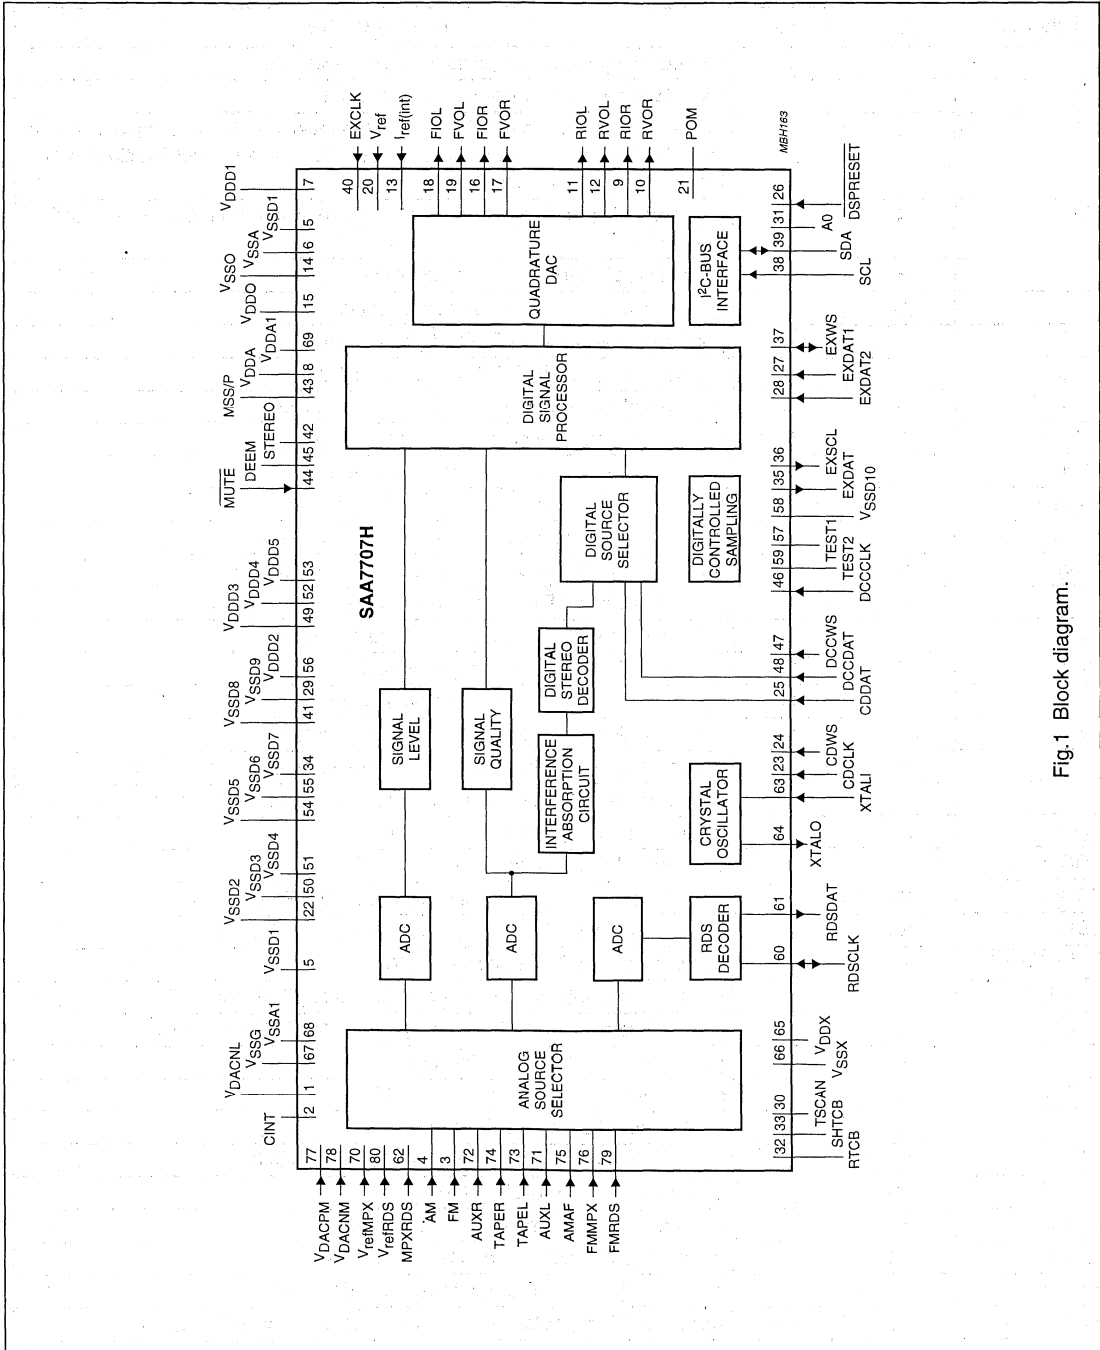 Fig.1 Block diagram.
MBH163
SAA7707H
CINT 2
VDACNL 1
VSSG 67
VSSA1 68
VSSD1 5
VSSD2 22
VSSD3 50
VSSD4 51
VSSD5 54
VSSD6 55
VSSD7 34
VSSD8 41
VSSD9 29
VDDD2 56
VDDD3 49
VDDD4 52
VDDD5 53
MUTE 44
DEEM 45
STEREO 42
MSS/P 43
VDDA 8
VDDA1 69
VDDO 15
VSSO 14
VSSA 6
VSSD1 5
VDDD1 7
VDACPM 77
VDACNM 78
VrefMPX 70
VrefRDS 80
MPXRDS 62
AM 4
FM 3
AUXR 72
TAPER 74
TAPEL 73
AUXL 71
AMAF 75
FMMPX 76
FMRDS 79
ANALOG
SOURCE
SELECTOR
ADC
ADC
ADC
RDS
DECODER
SIGNAL
LEVEL
SIGNAL
QUALITY
INTERFERENCE
ABSORPTION
CIRCUIT
CRYSTAL
OSCILLATOR
DIGITAL
STEREO
DECODER
DIGITAL
SOURCE
SELECTOR
DIGITALLY
CONTROLLED
SAMPLING
DIGITAL
SIGNAL
PROCESSOR
QUADRATURE
DAC
I²C-BUS
INTERFACE
40 EXCLK
20 Vref
13 Iref(int)
18 FIOL
19 FVOL
16 FIOR
17 FVOR
11 RIOL
12 RVOL
9 RIOR
10 RVOR
21 POM
32 RTCB
33 SHTCB
30 TSCAN
66 VSSX
65 VDDX
60 RDSCLK
61 RDSDAT
64 XTALO
63 XTALI
23 CDCLK
24 CDWS
25 CDDAT
48 DCCDAT
47 DCCWS
46 DCCCLK
59 TEST2
57 TEST1
58 VSSD10
35 EXDAT
36 EXSCL
28 EXDAT2
27 EXDAT1
37 EXWS
38 SCL
39 SDA
31 A0
26 DSPRESET